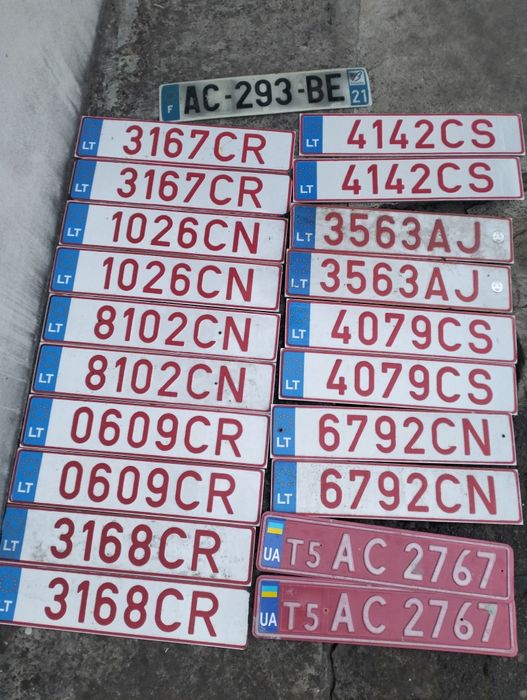 F AC-293-BE 21
LT 3167CR
LT 3167CR
LT 1026CN
LT 1026CN
LT 8102CN
LT 8102CN
LT 0609CR
LT 0609CR
LT 3168CR
LT 3168CR
LT 4142CS
LT 4142CS
LT 3563AJ
LT 3563AJ
LT 4079CS
LT 4079CS
LT 6792CN
LT 6792CN
UA T5 AC 2767
UA T5 AC 2767